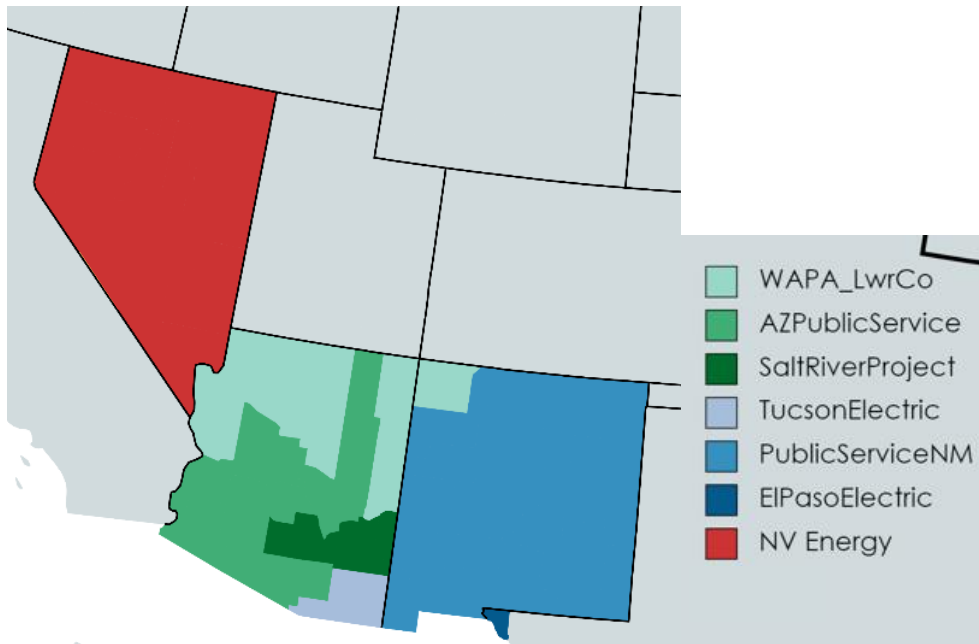 WAPA_LwrCo
AZPublicService
SaltRiverProject
TucsonElectric
PublicServiceNM
ElPasoElectric
NV Energy